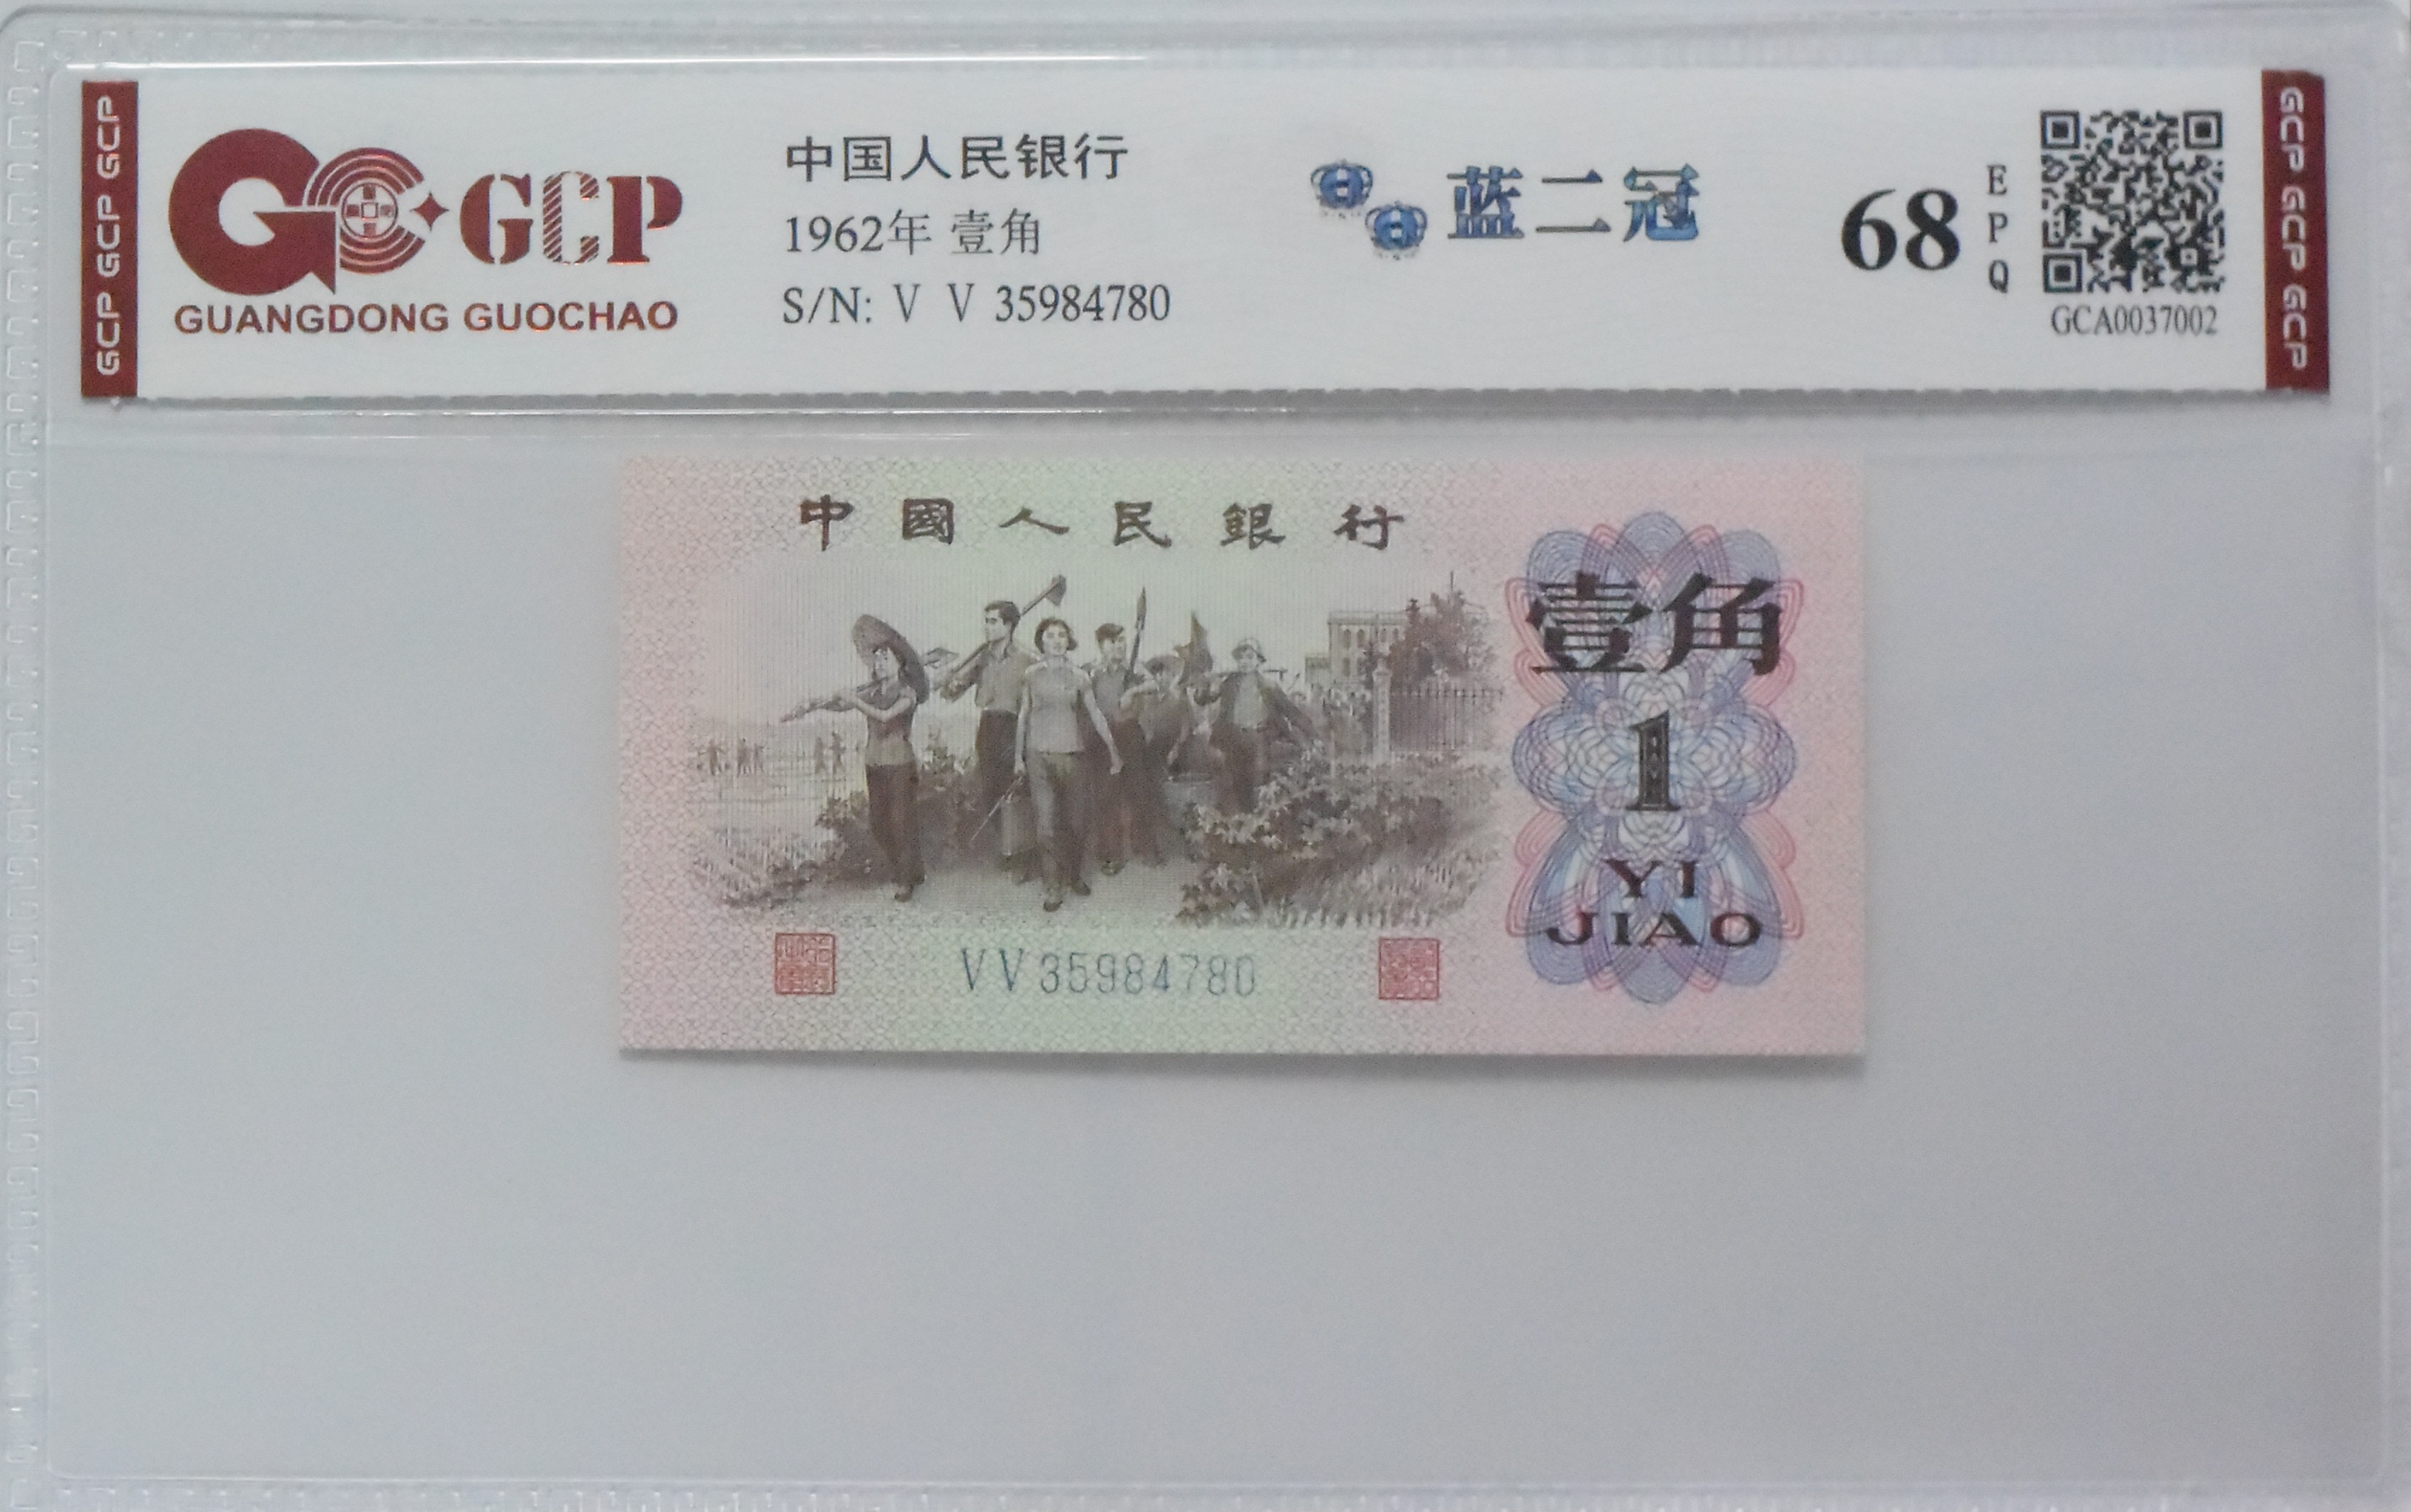 GCP GCP GCP
GCP
GUANGDONG GUOCHAO
中国人民银行
1962年 壹角
S/N: V V 35984780
蓝二冠
68
E
P
Q
GCA0037002
GCP GCP GCP
中國人民銀行
壹角
1
YI
JIAO
VV35984780